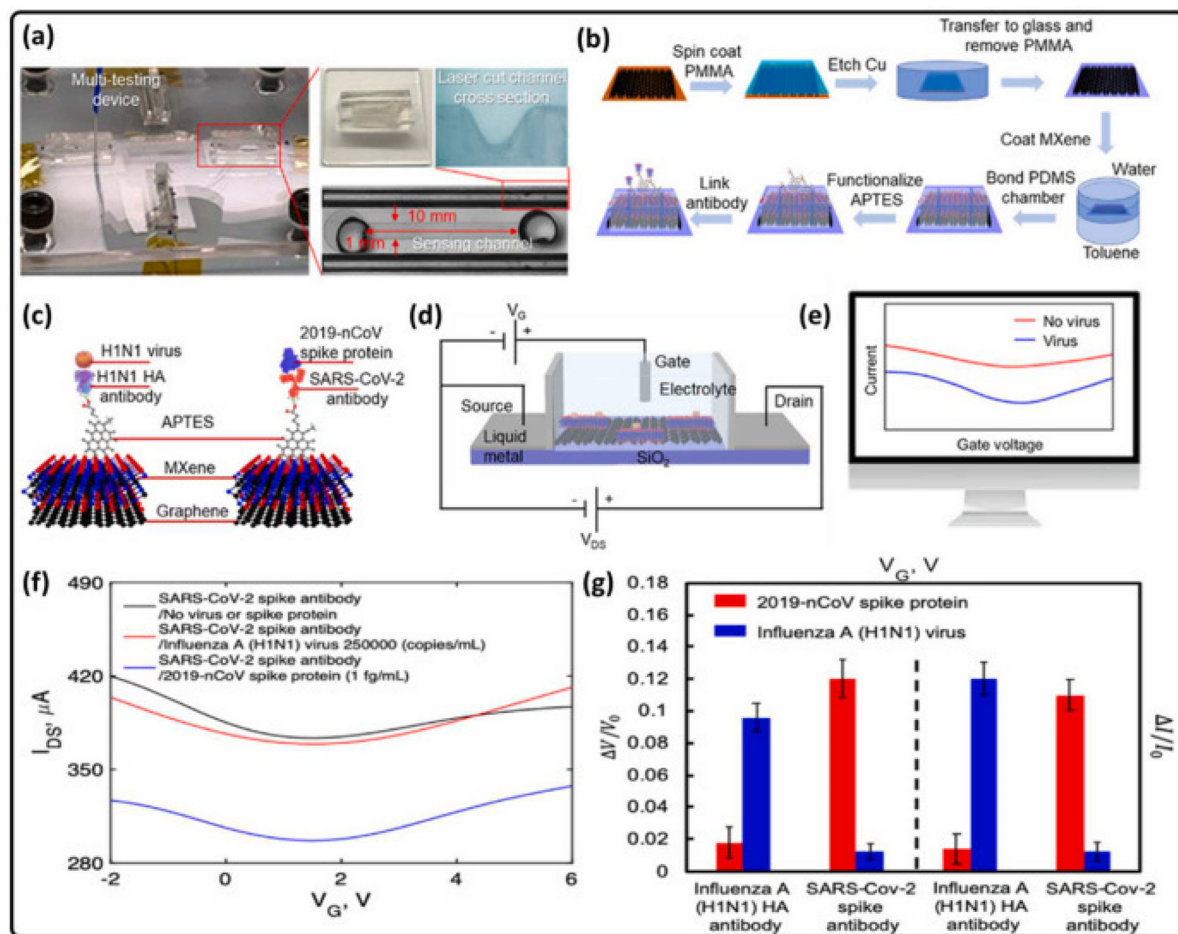 (a)
Multi-testing
device
Laser cut channel
cross section
10 mm
1 mm
Sensing channel
(b)
Spin coat
PMMA
Etch Cu
Transfer to glass and
remove PMMA
Coat MXene
Water
Toluene
Bond PDMS
chamber
Functionalize
APTES
Link
antibody
(c)
H1N1 virus
H1N1 HA
antibody
2019-nCoV
spike protein
SARS-CoV-2
antibody
APTES
MXene
Graphene
(d)
VG
- +
Gate
Electrolyte
Source
Drain
Liquid
metal
SiO2
- +
VDS
(e)
No virus
Virus
Current
Gate voltage
(f)
490
420
350
280
IDS, μA
SARS-CoV-2 spike antibody
/No virus or spike protein
SARS-CoV-2 spike antibody
/Influenza A (H1N1) virus 250000 (copies/mL)
SARS-CoV-2 spike antibody
/2019-nCoV spike protein (1 fg/mL)
-2 0 2 4 6
VG, V
(g)
VG, V
0.18
0.16
0.14
0.12
0.1
0.08
0.06
0.04
0.02
0
ΔV/V0
ΔI/I0
2019-nCoV spike protein
Influenza A (H1N1) virus
Influenza A
(H1N1) HA
antibody
SARS-Cov-2
spike
antibody
Influenza A
(H1N1) HA
antibody
SARS-Cov-2
spike
antibody